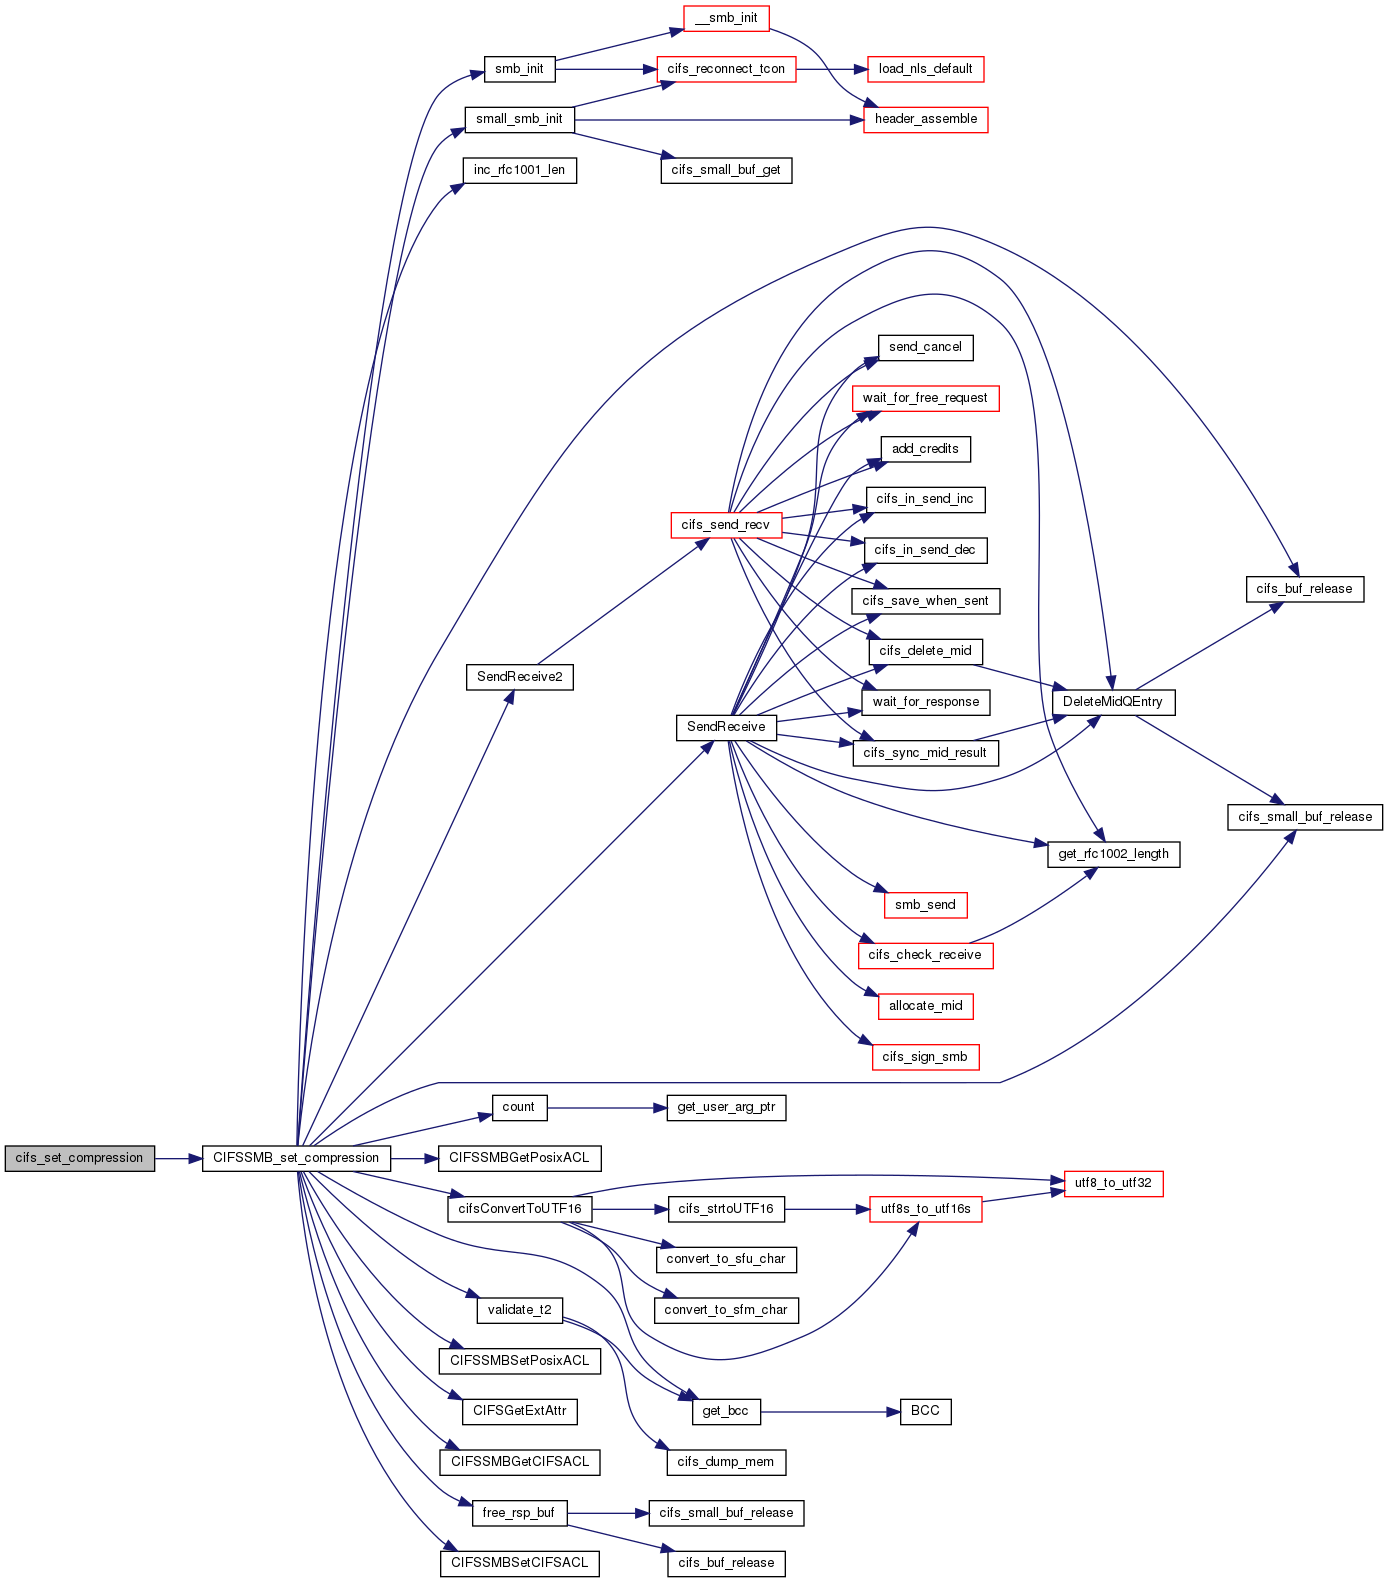 __smb_init
smb_init
cifs_reconnect_tcon
load_nls_default
small_smb_init
header_assemble
inc_rfc1001_len
cifs_small_buf_get
send_cancel
wait_for_free_request
add_credits
cifs_in_send_inc
cifs_send_recv
cifs_in_send_dec
cifs_buf_release
cifs_save_when_sent
cifs_delete_mid
SendReceive2
wait_for_response
DeleteMidQEntry
SendReceive
cifs_sync_mid_result
cifs_small_buf_release
get_rfc1002_length
smb_send
cifs_check_receive
allocate_mid
cifs_sign_smb
count
get_user_arg_ptr
cifs_set_compression
CIFSSMB_set_compression
CIFSSMBGetPosixACL
utf8_to_utf32
cifsConvertToUTF16
cifs_strtoUTF16
utf8s_to_utf16s
convert_to_sfu_char
validate_t2
convert_to_sfm_char
CIFSSMBSetPosixACL
CIFSGetExtAttr
get_bcc
BCC
CIFSSMBGetCIFSACL
cifs_dump_mem
free_rsp_buf
cifs_small_buf_release
CIFSSMBSetCIFSACL
cifs_buf_release